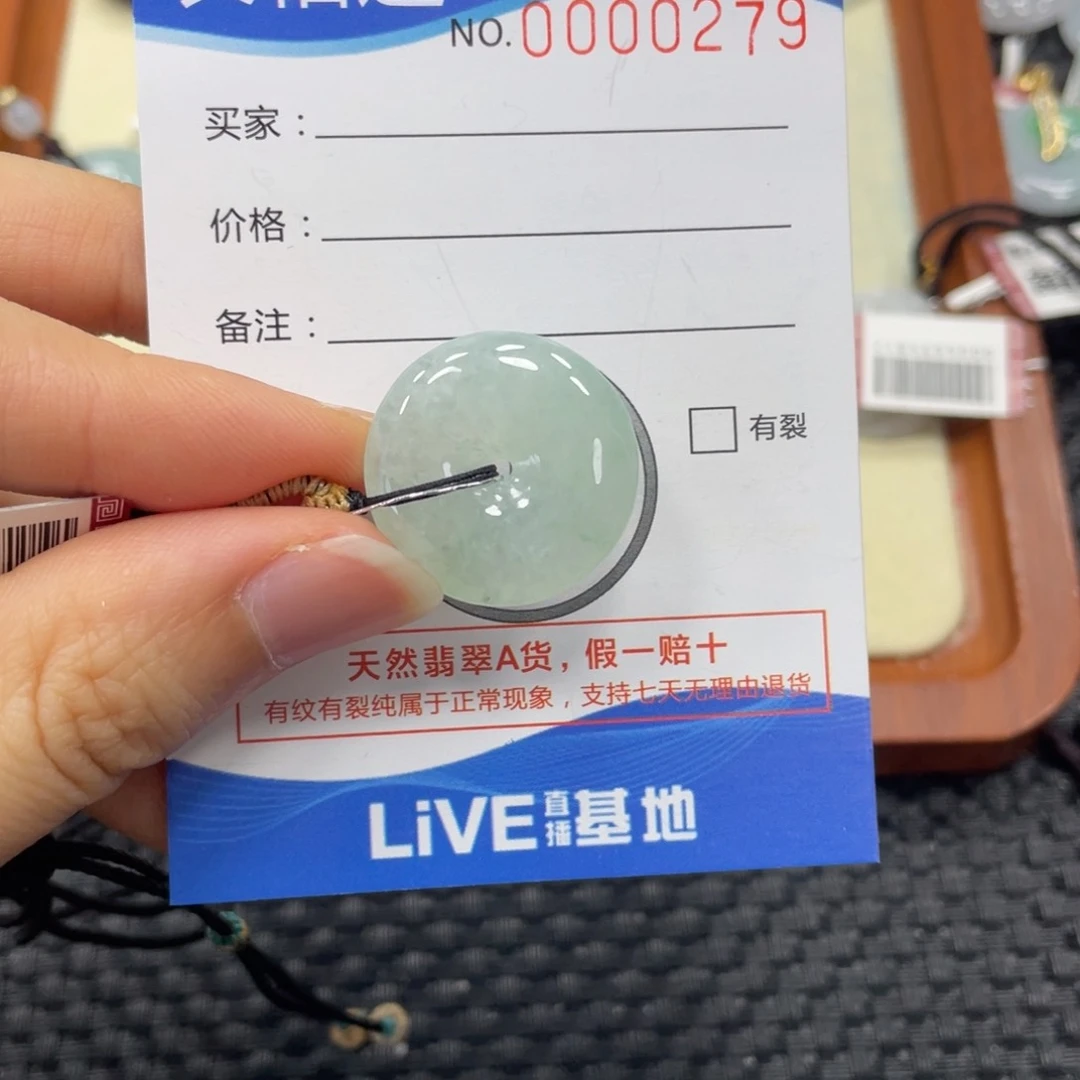 NO.0000279
买家：
价格：
备注：
有裂
天然翡翠A货，假一赔十
有纹有裂纯属于正常现象，支持七天无理由退货
LiVE直播基地